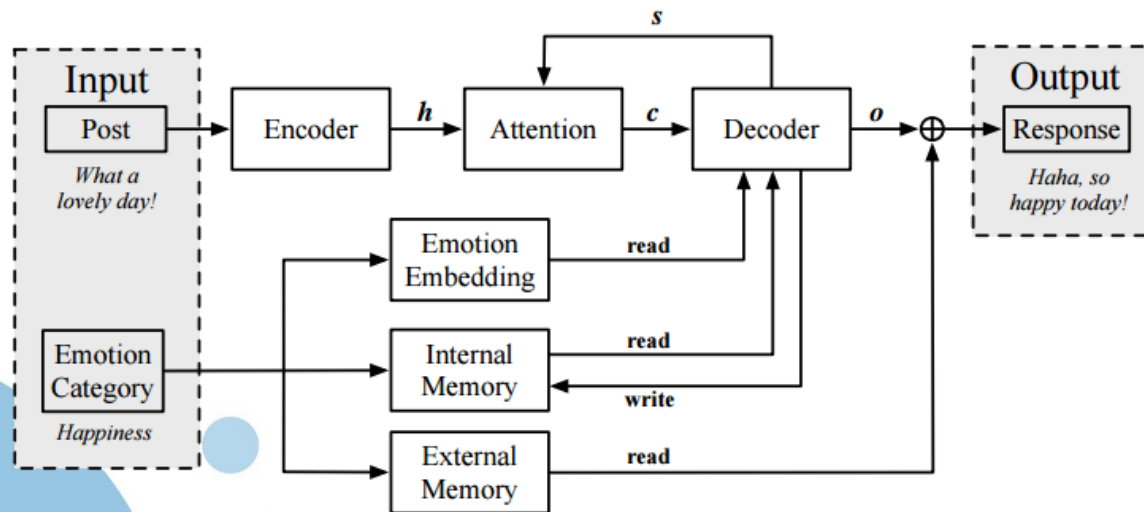 Input
Post
What a
lovely day!
Encoder
h
Attention
c
s
Decoder
o
Output
Response
Haha, so
happy today!
Emotion
Embedding
read
Emotion
Category
Happiness
Internal
Memory
read
write
External
Memory
read